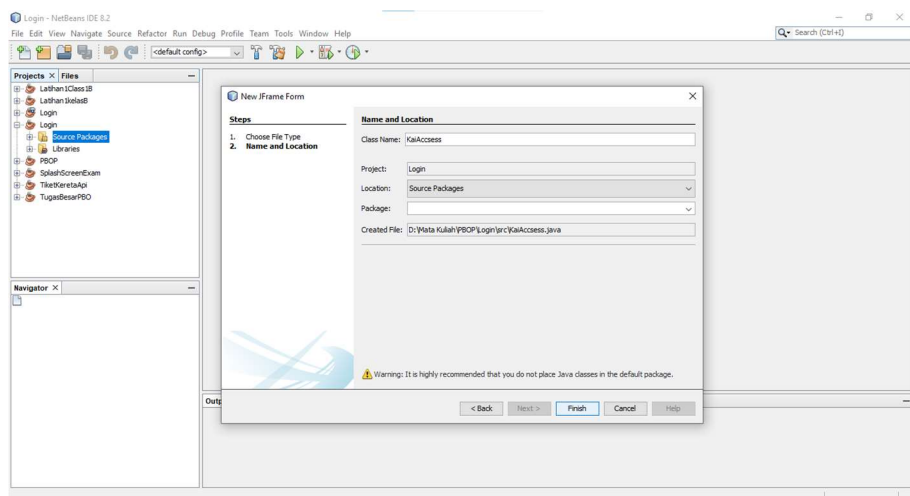 Login - NetBeans IDE 8.2
File Edit View Navigate Source Refactor Run Debug Profile Team Tools Window Help
Search (Ctrl+I)
<default config>
Projects × Files
Latihan1Class1B
Latihan1kelasB
Login
Login
Source Packages
Libraries
PBOP
SplashScreenExam
TiketKeretaApi
TugasBesarPBO
Navigator ×
New JFrame Form
Steps
1. Choose File Type
2. Name and Location
Name and Location
Class Name: KaiAccsess
Project: Login
Location: Source Packages
Package:
Created File: D:\Mata Kuliah\PBOP\Login\src\KaiAccsess.java
Warning: It is highly recommended that you do not place Java classes in the default package.
< Back Next > Finish Cancel Help
Outp